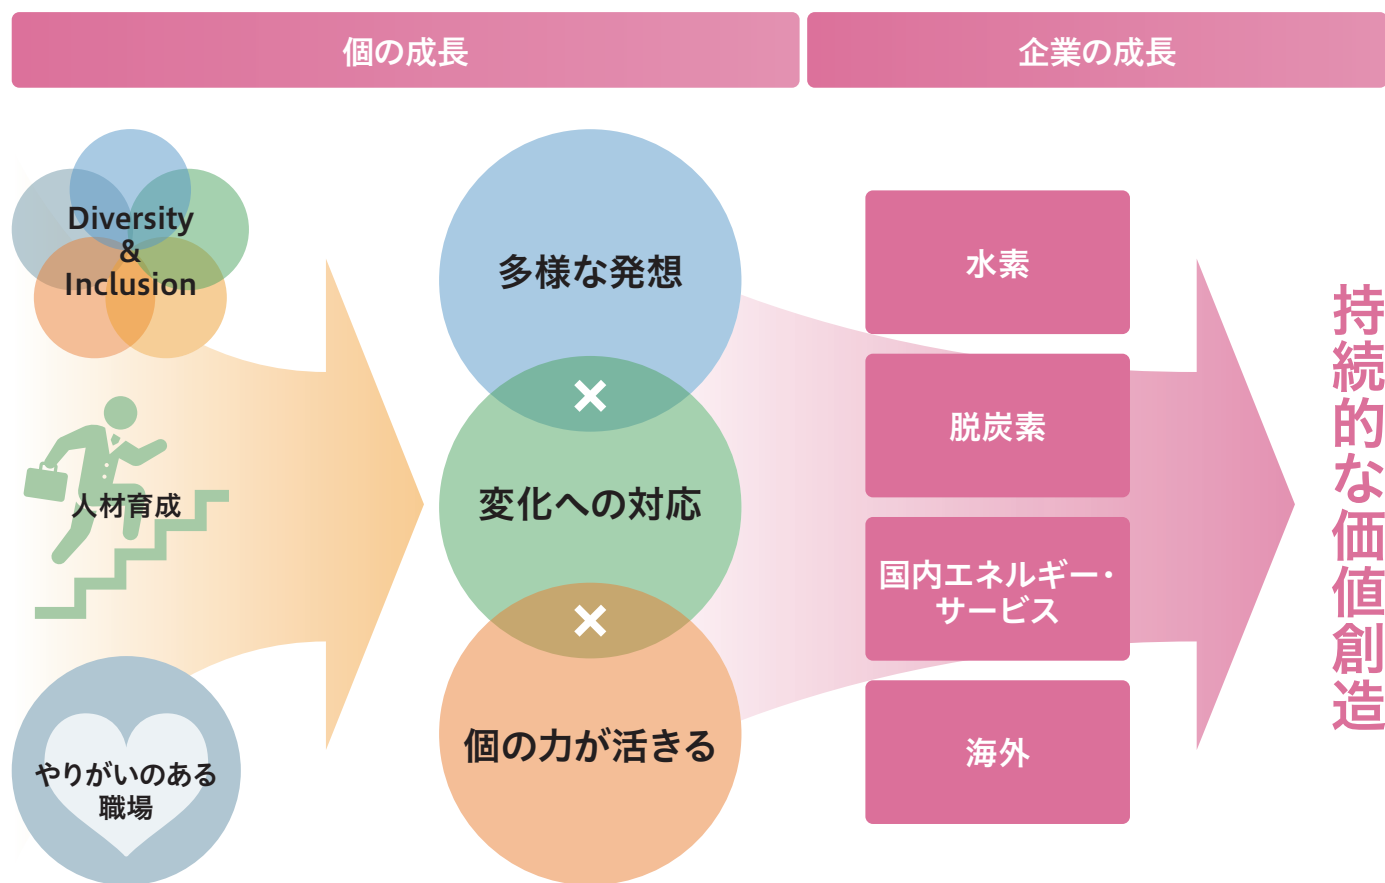 個の成長
企業の成長
Diversity
&
Inclusion
人材育成
やりがいのある
職場
多様な発想
×
変化への対応
×
個の力が活きる
水素
脱炭素
国内エネルギー・
サービス
海外
持続的な価値創造